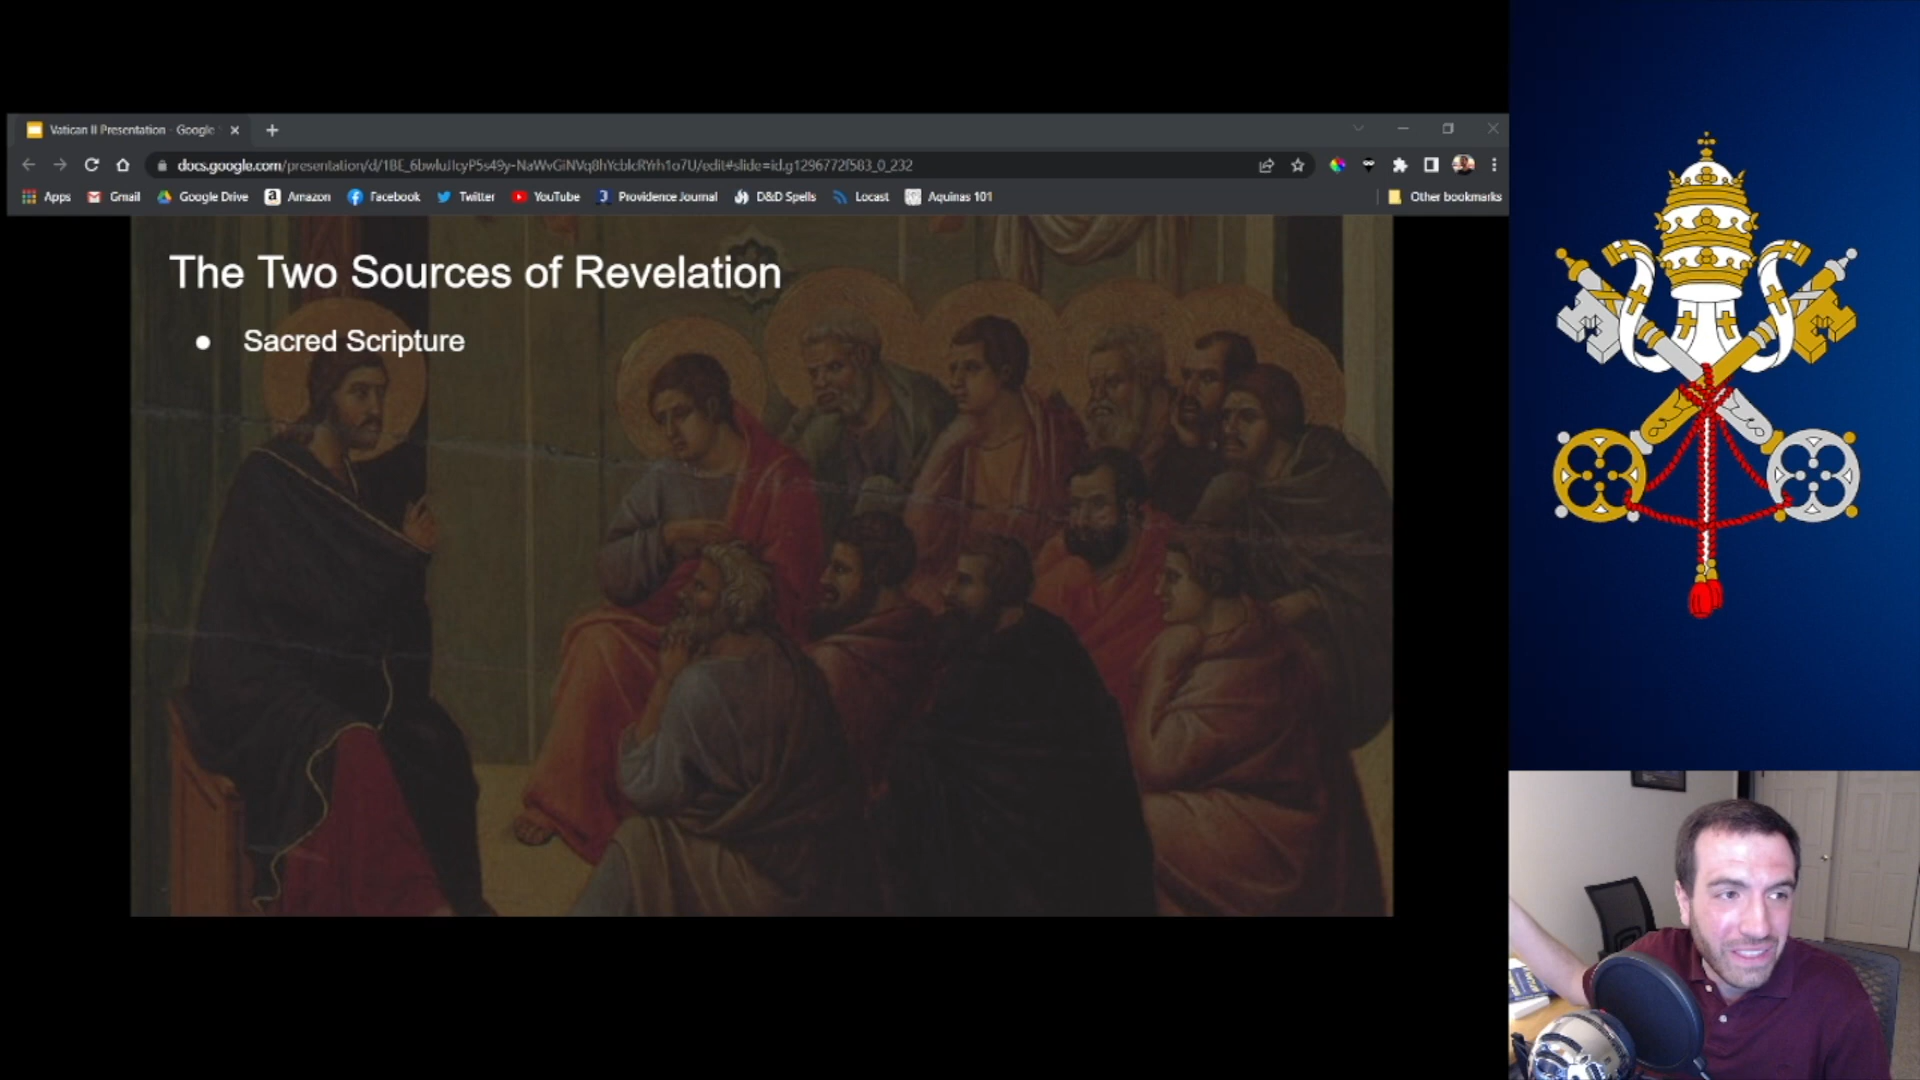 Vatican II Presentation - Google
docs.google.com/presentation/d/1BE_6bwluJIcyP5s49y-NaWvGiNVq8hYcblcRYrh1o7U/edit#slide=id.g1296772f583_0_232
Apps Gmail Google Drive Amazon Facebook Twitter YouTube Providence Journal D&D Spells Locast Aquinas 101 Other bookmarks
The Two Sources of Revelation
● Sacred Scripture